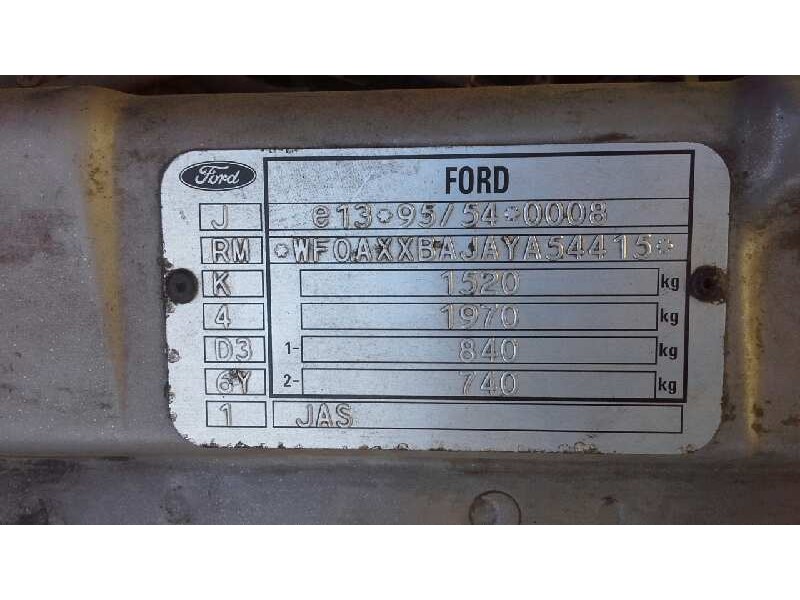 Ford FORD
J e13*95/54*0008
RM *WF0AXXBAJAYA54415*
K 1520 kg
4 1970 kg
D3 1- 840 kg
6Y 2- 740 kg
1 JAS